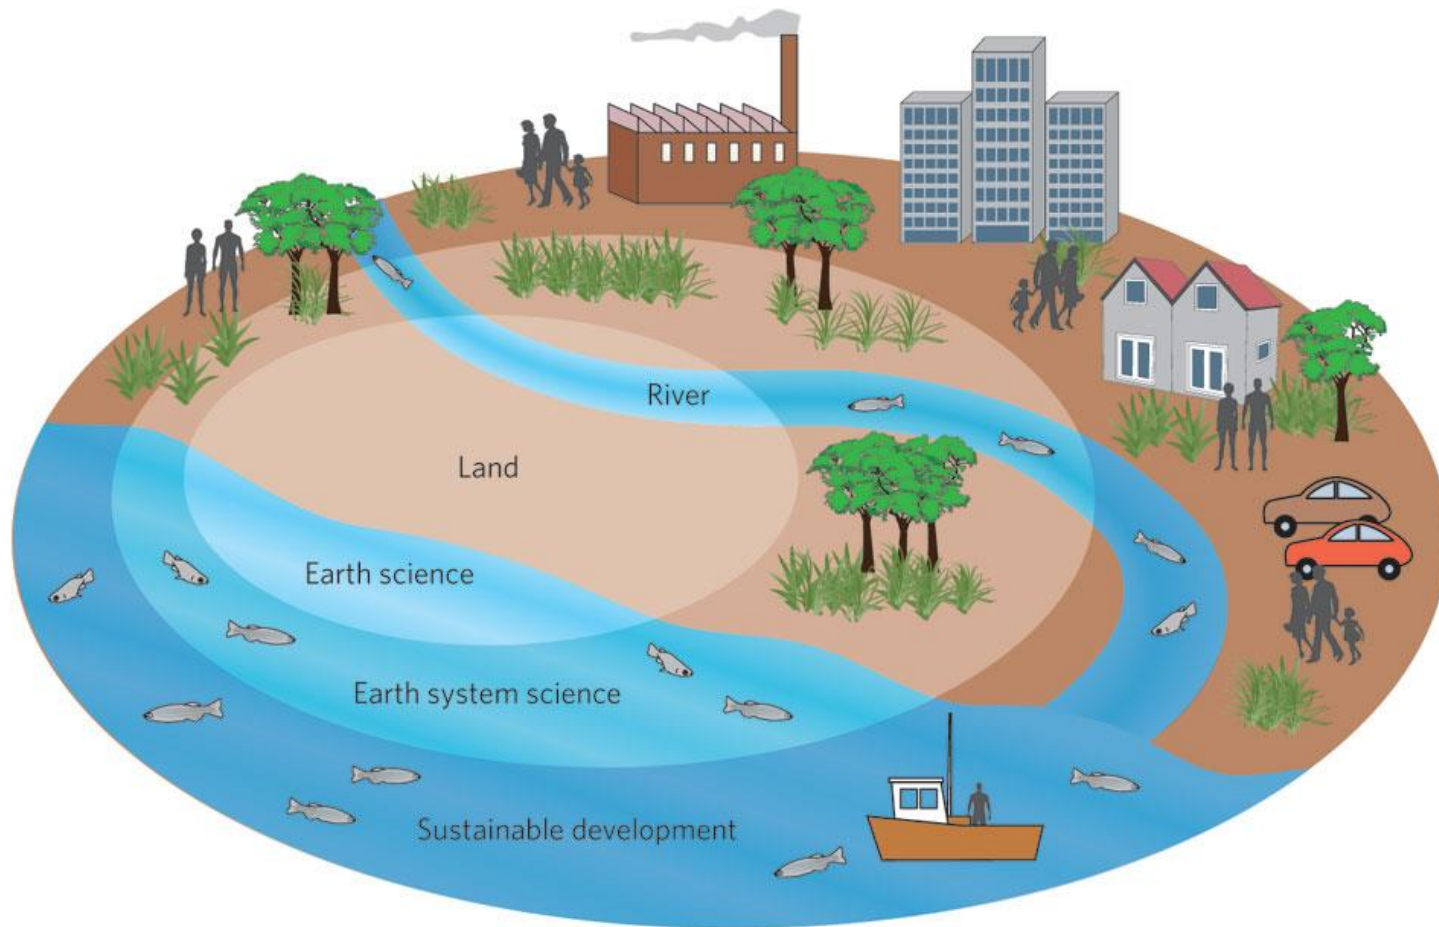 River
Land
Earth science
Earth system science
Sustainable development